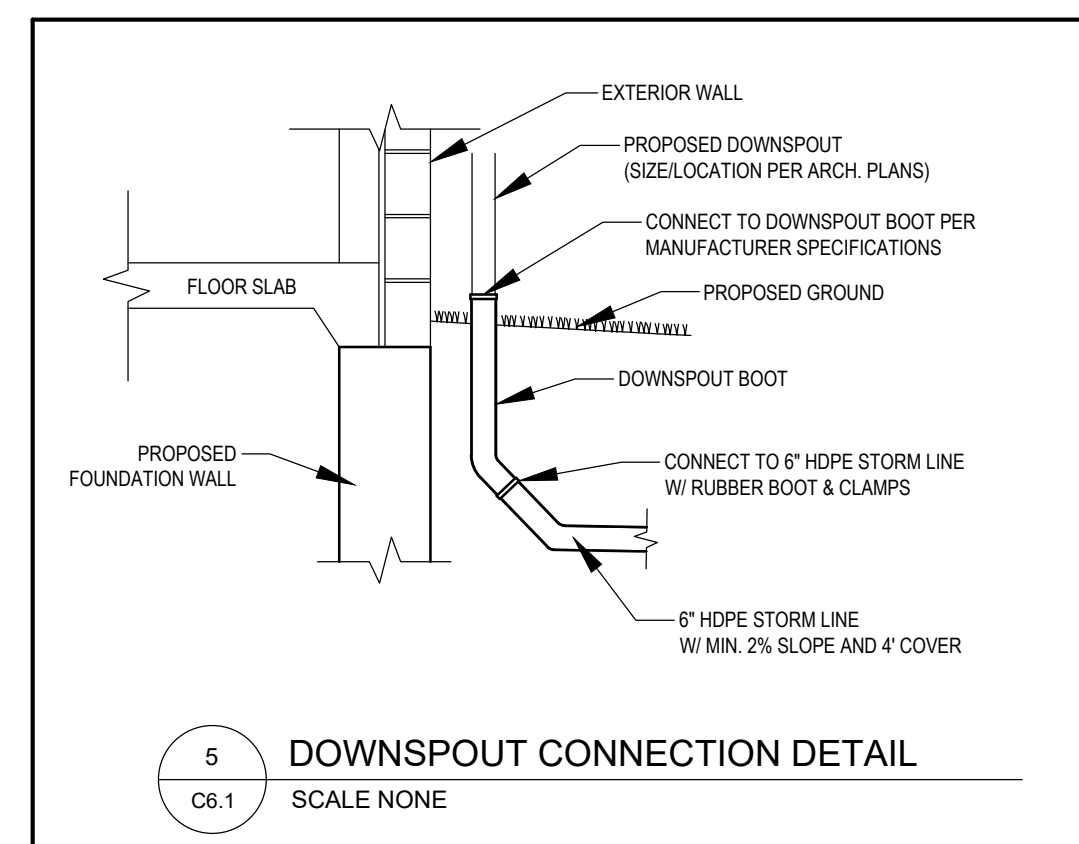 EXTERIOR WALL
PROPOSED DOWNSPOUT
(SIZE/LOCATION PER ARCH. PLANS)
CONNECT TO DOWNSPOUT BOOT PER
MANUFACTURER SPECIFICATIONS
FLOOR SLAB
PROPOSED GROUND
DOWNSPOUT BOOT
PROPOSED
FOUNDATION WALL
CONNECT TO 6" HDPE STORM LINE
W/ RUBBER BOOT & CLAMPS
6" HDPE STORM LINE
W/ MIN. 2% SLOPE AND 4' COVER
5
DOWNSPOUT CONNECTION DETAIL
C6.1
SCALE NONE